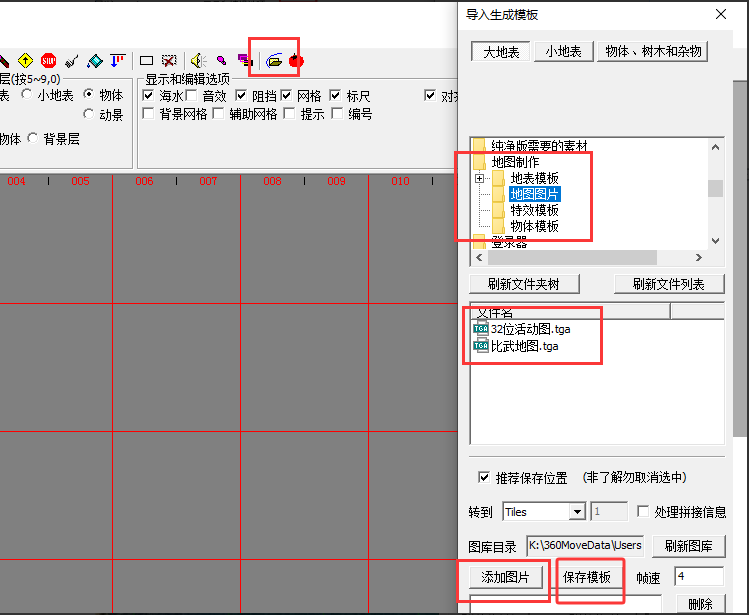 导入生成模板
大地表 小地表 物体、树木和杂物
STOP
层(按5~9,0) 显示和编辑选项
表 小地表 物体 海水 音效 阻挡 网格 标尺 对齐
动景 背景网格 辅助网格 提示 编号
物体 背景层
纯净版需要的素材
地图制作
地表模板
地图图片
特效模板
物体模板
登录器
004 005 006 007 008 009 010
刷新文件夹树 刷新文件列表
文件名
TGA 32位活动图.tga
TGA 比武地图.tga
推荐保存位置 (非了解勿取消选中)
转到 Tiles 1 处理拼接信息
图库目录 K:\360MoveData\Users 刷新图库
添加图片 保存模板 帧速 4
删除